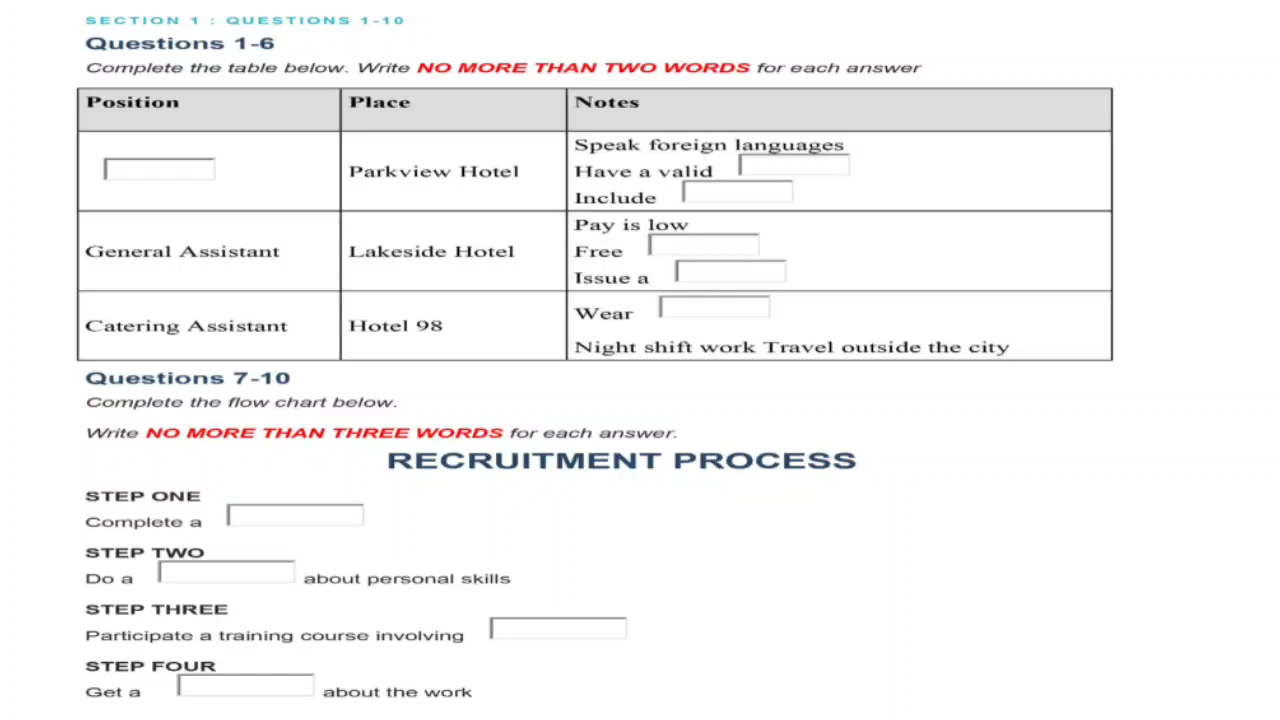 SECTION 1 : QUESTIONS 1-10
Questions 1-6
Complete the table below. Write NO MORE THAN TWO WORDS for each answer
Position Place Notes
Parkview Hotel
Speak foreign languages
Have a valid
Include
General Assistant
Lakeside Hotel
Pay is low
Free
Issue a
Catering Assistant
Hotel 98
Wear
Night shift work Travel outside the city
Questions 7-10
Complete the flow chart below.
Write NO MORE THAN THREE WORDS for each answer.
RECRUITMENT PROCESS
STEP ONE
Complete a
STEP TWO
Do a about personal skills
STEP THREE
Participate a training course involving
STEP FOUR
Get a about the work